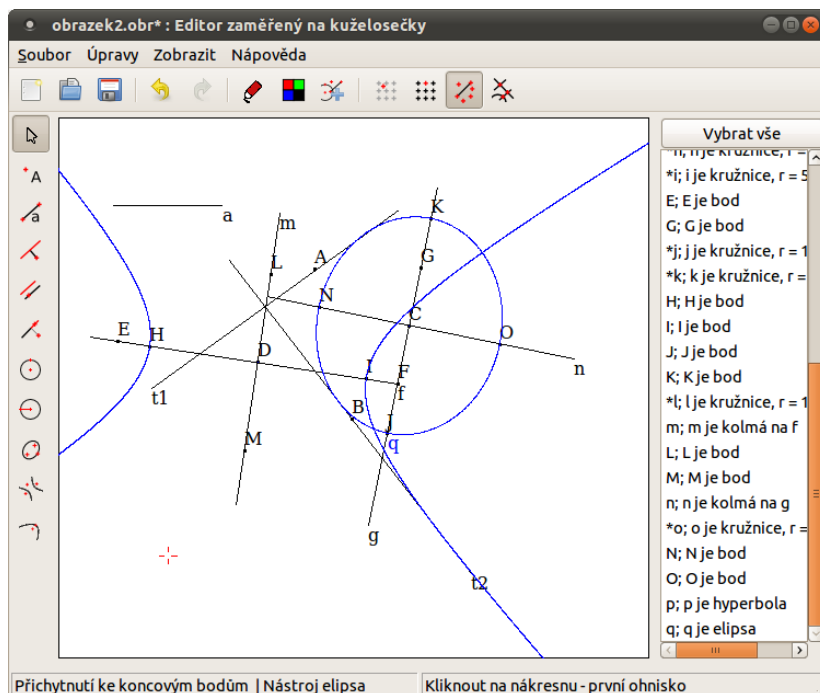 obrazek2.obr* : Editor zaměřený na kuželosečky
Soubor Úpravy Zobrazit Nápověda
Vybrat vše
*i; i je kružnice, r = 5
E; E je bod
G; G je bod
*j; j je kružnice, r = 1
*k; k je kružnice, r =
H; H je bod
I; I je bod
J; J je bod
K; K je bod
*l; l je kružnice, r = 1
m; m je kolmá na f
L; L je bod
M; M je bod
n; n je kolmá na g
*o; o je kružnice, r =
N; N je bod
O; O je bod
p; p je hyperbola
q; q je elipsa
A
a
a
m
K
A
G
L
N
C
E
H
O
D
I
F
n
f
t1
B
J
q
M
g
t2
Přichytnutí ke koncovým bodům | Nástroj elipsa
Kliknout na nákresnu - první ohnisko